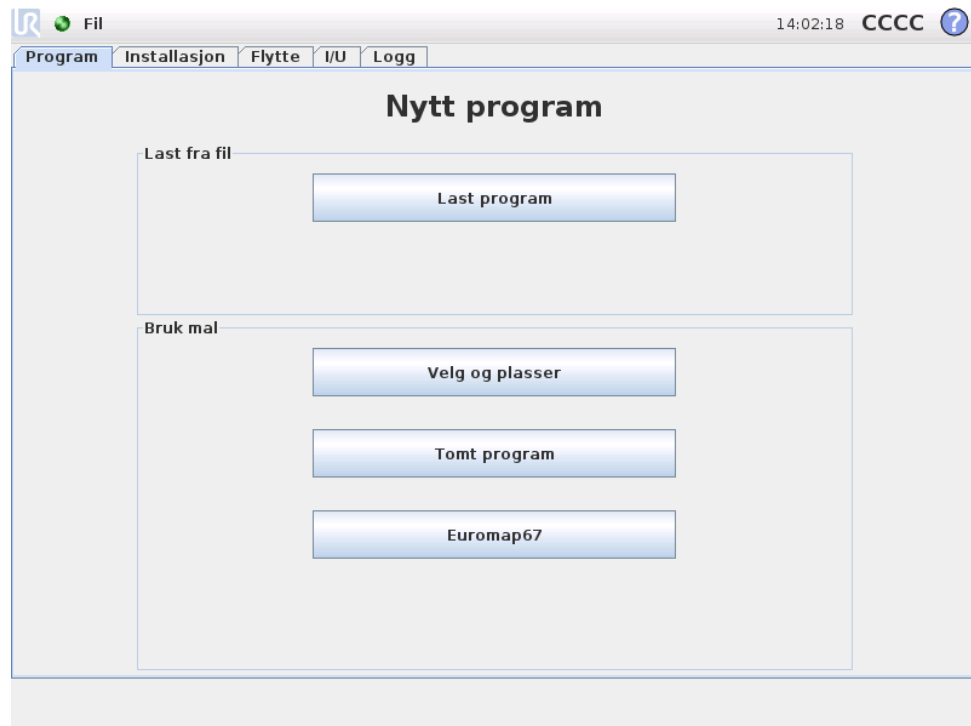 UR Fil 14:02:18 CCCC ?
Program Installasjon Flytte I/U Logg
Nytt program
Last fra fil
Last program
Bruk mal
Velg og plasser
Tomt program
Euromap67